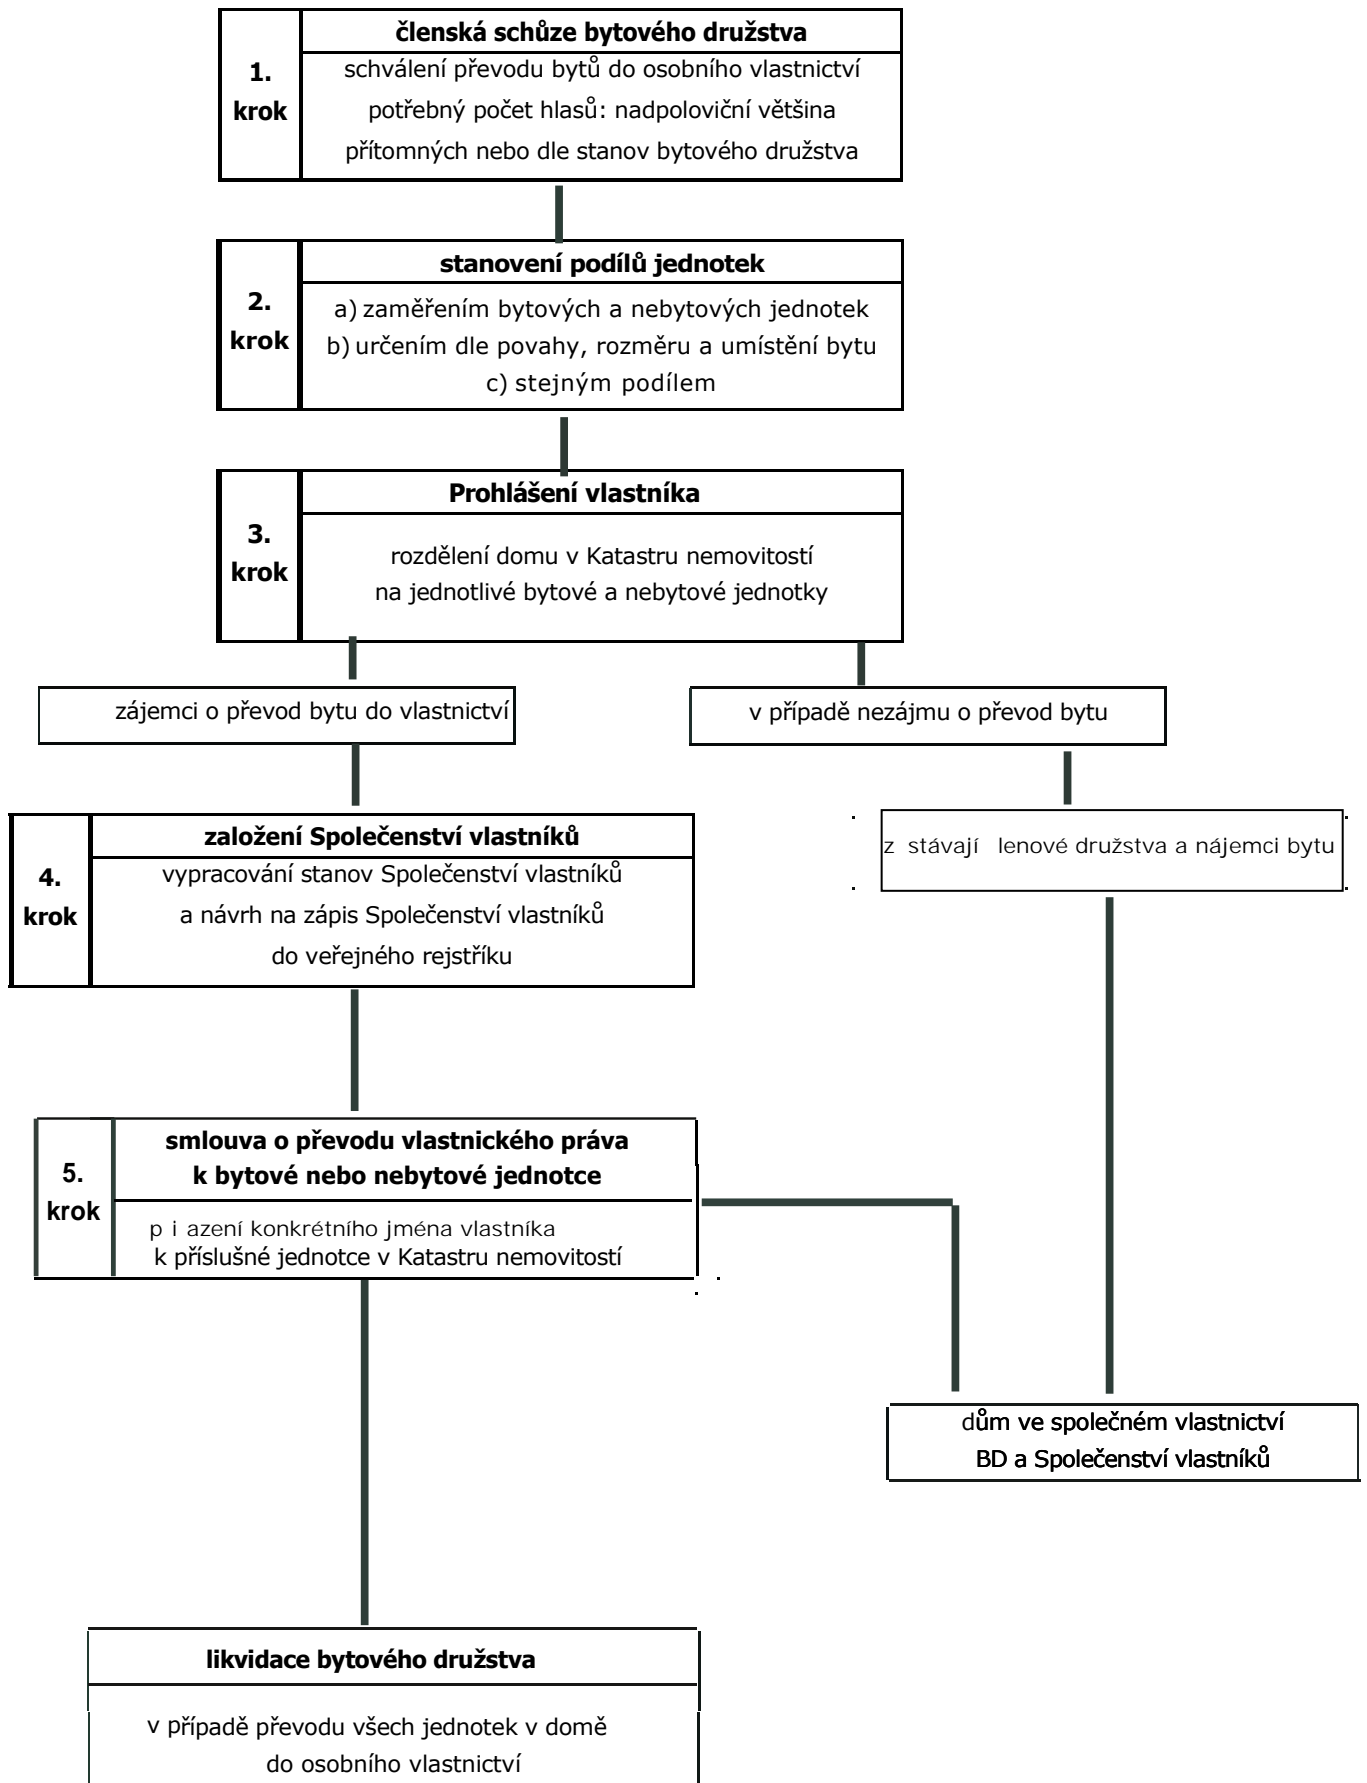 členská schůze bytového družstva
1.
krok
schválení převodu bytů do osobního vlastnictví
potřebný počet hlasů: nadpoloviční většina
přítomných nebo dle stanov bytového družstva
stanovení podílů jednotek
2.
krok
a) zaměřením bytových a nebytových jednotek
b) určením dle povahy, rozměru a umístění bytu
c) stejným podílem
Prohlášení vlastníka
3.
krok
rozdělení domu v Katastru nemovitostí
na jednotlivé bytové a nebytové jednotky
zájemci o převod bytu do vlastnictví
v případě nezájmu o převod bytu
založení Společenství vlastníků
4.
krok
vypracování stanov Společenství vlastníků
a návrh na zápis Společenství vlastníků
do veřejného rejstříku
z stávají lenové družstva a nájemci bytu
smlouva o převodu vlastnického práva
k bytové nebo nebytové jednotce
5.
krok
p i azení konkrétního jména vlastníka
k příslušné jednotce v Katastru nemovitostí
dům ve společném vlastnictví
BD a Společenství vlastníků
likvidace bytového družstva
v případě převodu všech jednotek v domě
do osobního vlastnictví